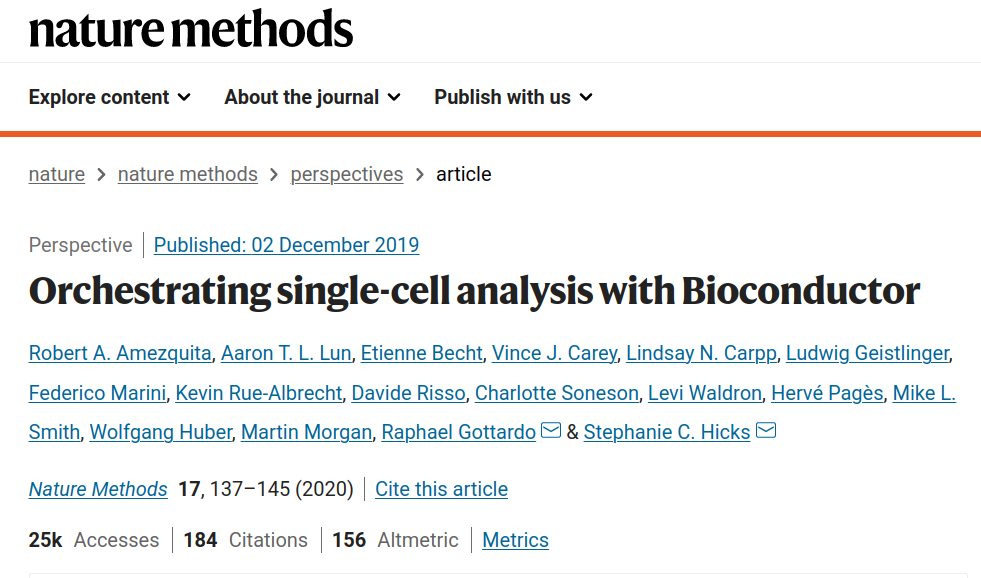 nature methods
Explore content About the journal Publish with us
nature > nature methods > perspectives > article
Perspective | Published: 02 December 2019
Orchestrating single-cell analysis with Bioconductor
Robert A. Amezquita, Aaron T. L. Lun, Etienne Becht, Vince J. Carey, Lindsay N. Carpp, Ludwig Geistlinger,
Federico Marini, Kevin Rue-Albrecht, Davide Risso, Charlotte Soneson, Levi Waldron, Hervé Pagès, Mike L.
Smith, Wolfgang Huber, Martin Morgan, Raphael Gottardo & Stephanie C. Hicks
Nature Methods 17, 137–145 (2020) | Cite this article
25k Accesses | 184 Citations | 156 Altmetric | Metrics